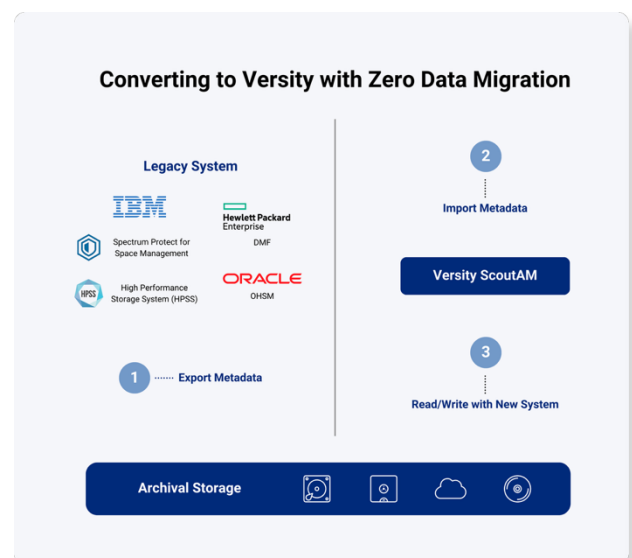 Converting to Versity with Zero Data Migration
Legacy System
IBM
Spectrum Protect for
Space Management
HPSS
High Performance
Storage System (HPSS)
Hewlett Packard
Enterprise
DMF
ORACLE
OHSM
1
Export Metadata
2
Import Metadata
Versity ScoutAM
3
Read/Write with New System
Archival Storage